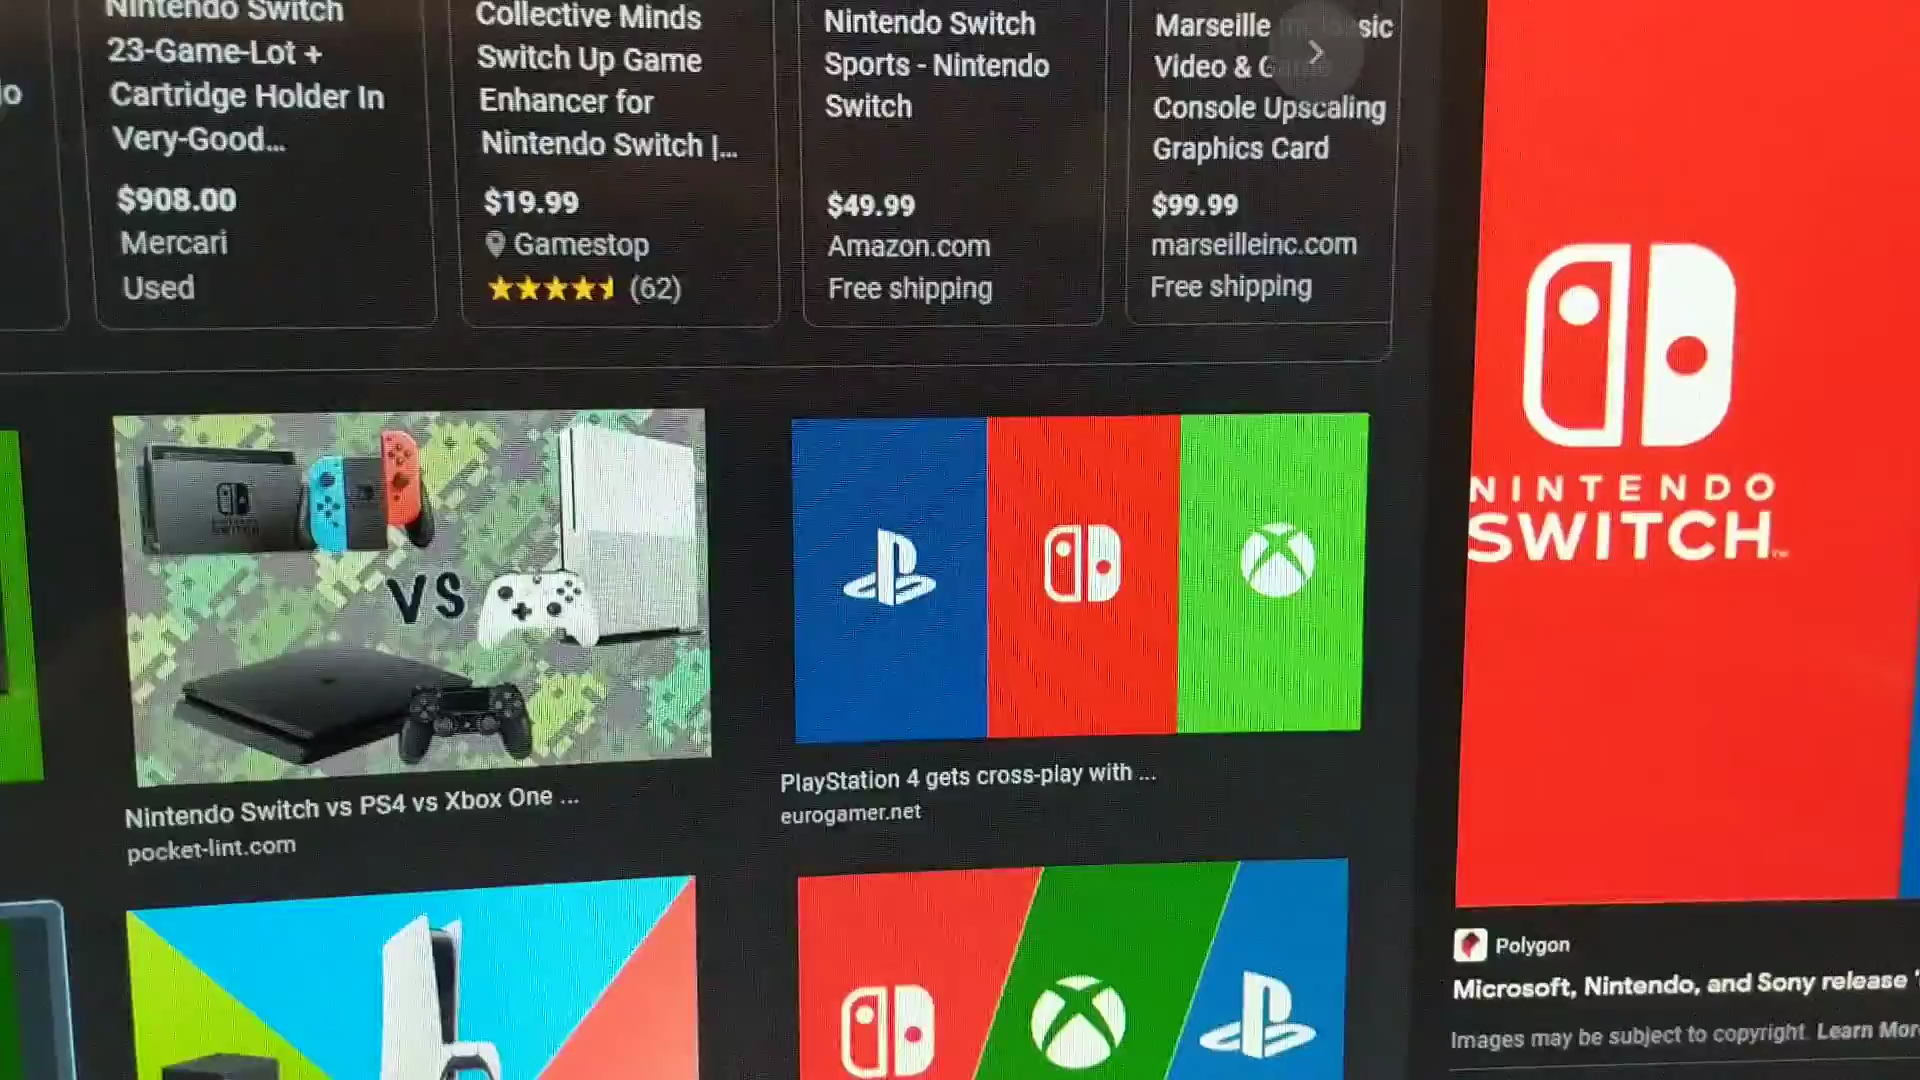 Nintendo Switch
23-Game-Lot +
Cartridge Holder In
Very-Good...
$908.00
Mercari
Used
Collective Minds
Switch Up Game
Enhancer for
Nintendo Switch |...
$19.99
Gamestop
(62)
Nintendo Switch
Sports - Nintendo
Switch
$49.99
Amazon.com
Free shipping
Marseille
Video &
Console Upscaling
Graphics Card
$99.99
marseilleinc.com
Free shipping
NINTENDO
SWITCH
NINTENDO
SWITCH™
VS
Nintendo Switch vs PS4 vs Xbox One ...
pocket-lint.com
PlayStation 4 gets cross-play with ...
eurogamer.net
Polygon
Microsoft, Nintendo, and Sony release
Images may be subject to copyright. Learn Mor